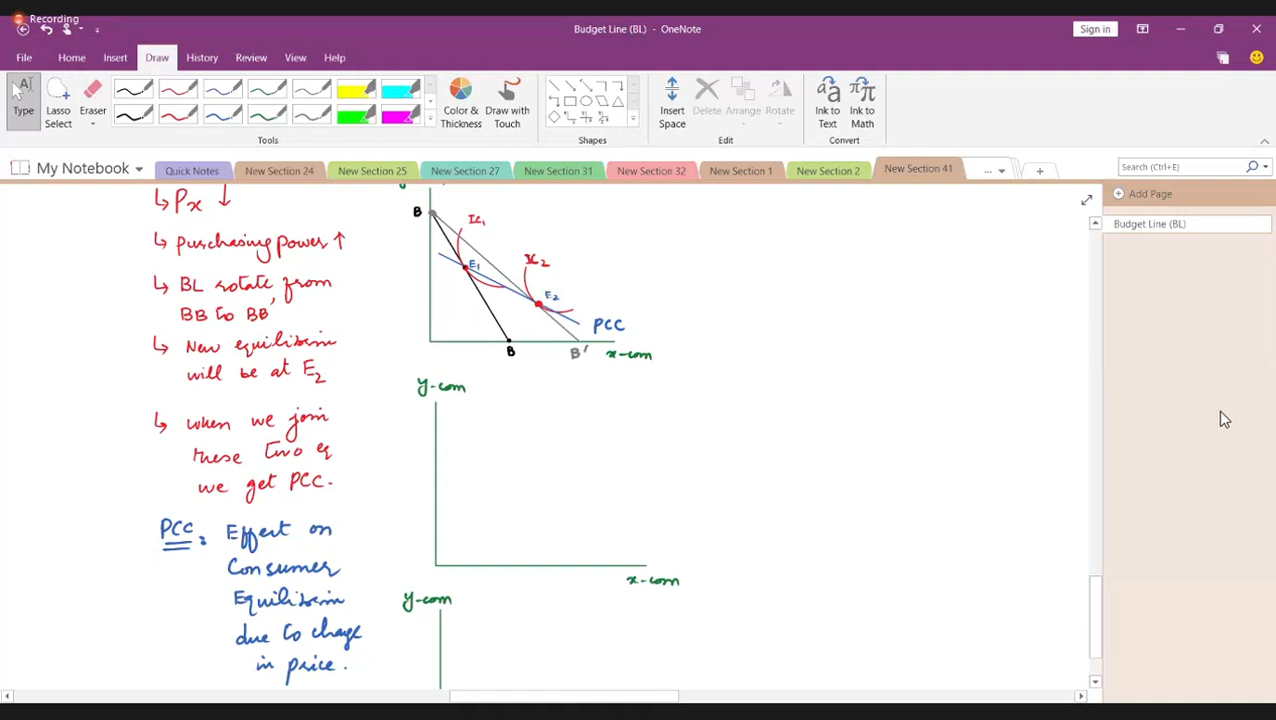 Recording
Budget Line (BL) - OneNote
Sign in
File
Home
Insert
Draw
History
Review
View
Help
Type
Lasso
Select
Eraser
Color &
Thickness
Draw with
Touch
Insert
Space
Delete
Arrange
Rotate
Ink to
Text
Ink to
Math
Tools
Shapes
Edit
Convert
My Notebook
Quick Notes
New Section 24
New Section 25
New Section 27
New Section 31
New Section 32
New Section 1
New Section 2
New Section 41
...
Search (Ctrl+E)
Add Page
Budget Line (BL)
↳ Px ↓
↳ purchasing power ↑
↳ BL rotate from
BB to BB'
↳ New equilibrium
will be at E2
↳ when we join
these two eq
we get PCC.
PCC: Effect on
Consumer
Equilibrium
due to change
in price.
B
IC1
E1
IC2
E2
PCC
B
B'
x-com
y-com
x-com
y-com